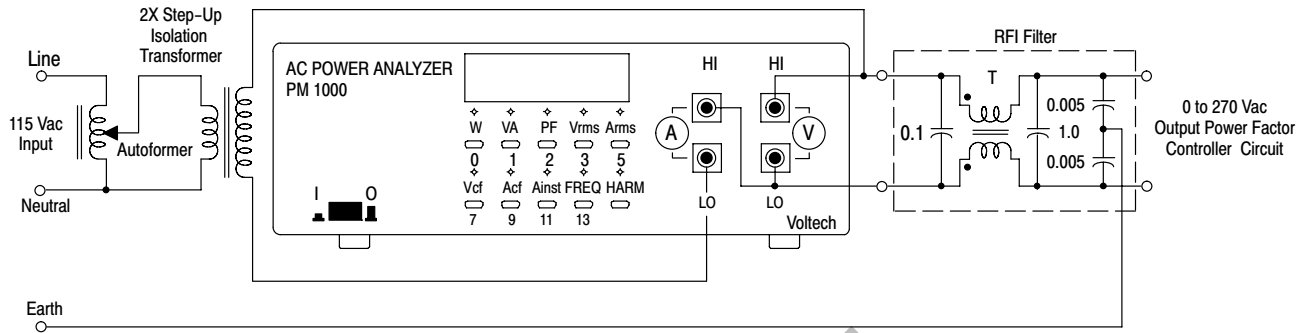 2X Step-Up
Isolation
Transformer
Line
115 Vac
Input
Autoformer
Neutral
Earth
AC POWER ANALYZER
PM 1000
W VA PF Vrms Arms
0 1 2 3 5
Vcf Acf Ainst FREQ HARM
7 9 11 13
I O
HI HI
A V
LO LO
Voltech
RFI Filter
T
0.1
0.005
1.0
0.005
0 to 270 Vac
Output Power Factor
Controller Circuit